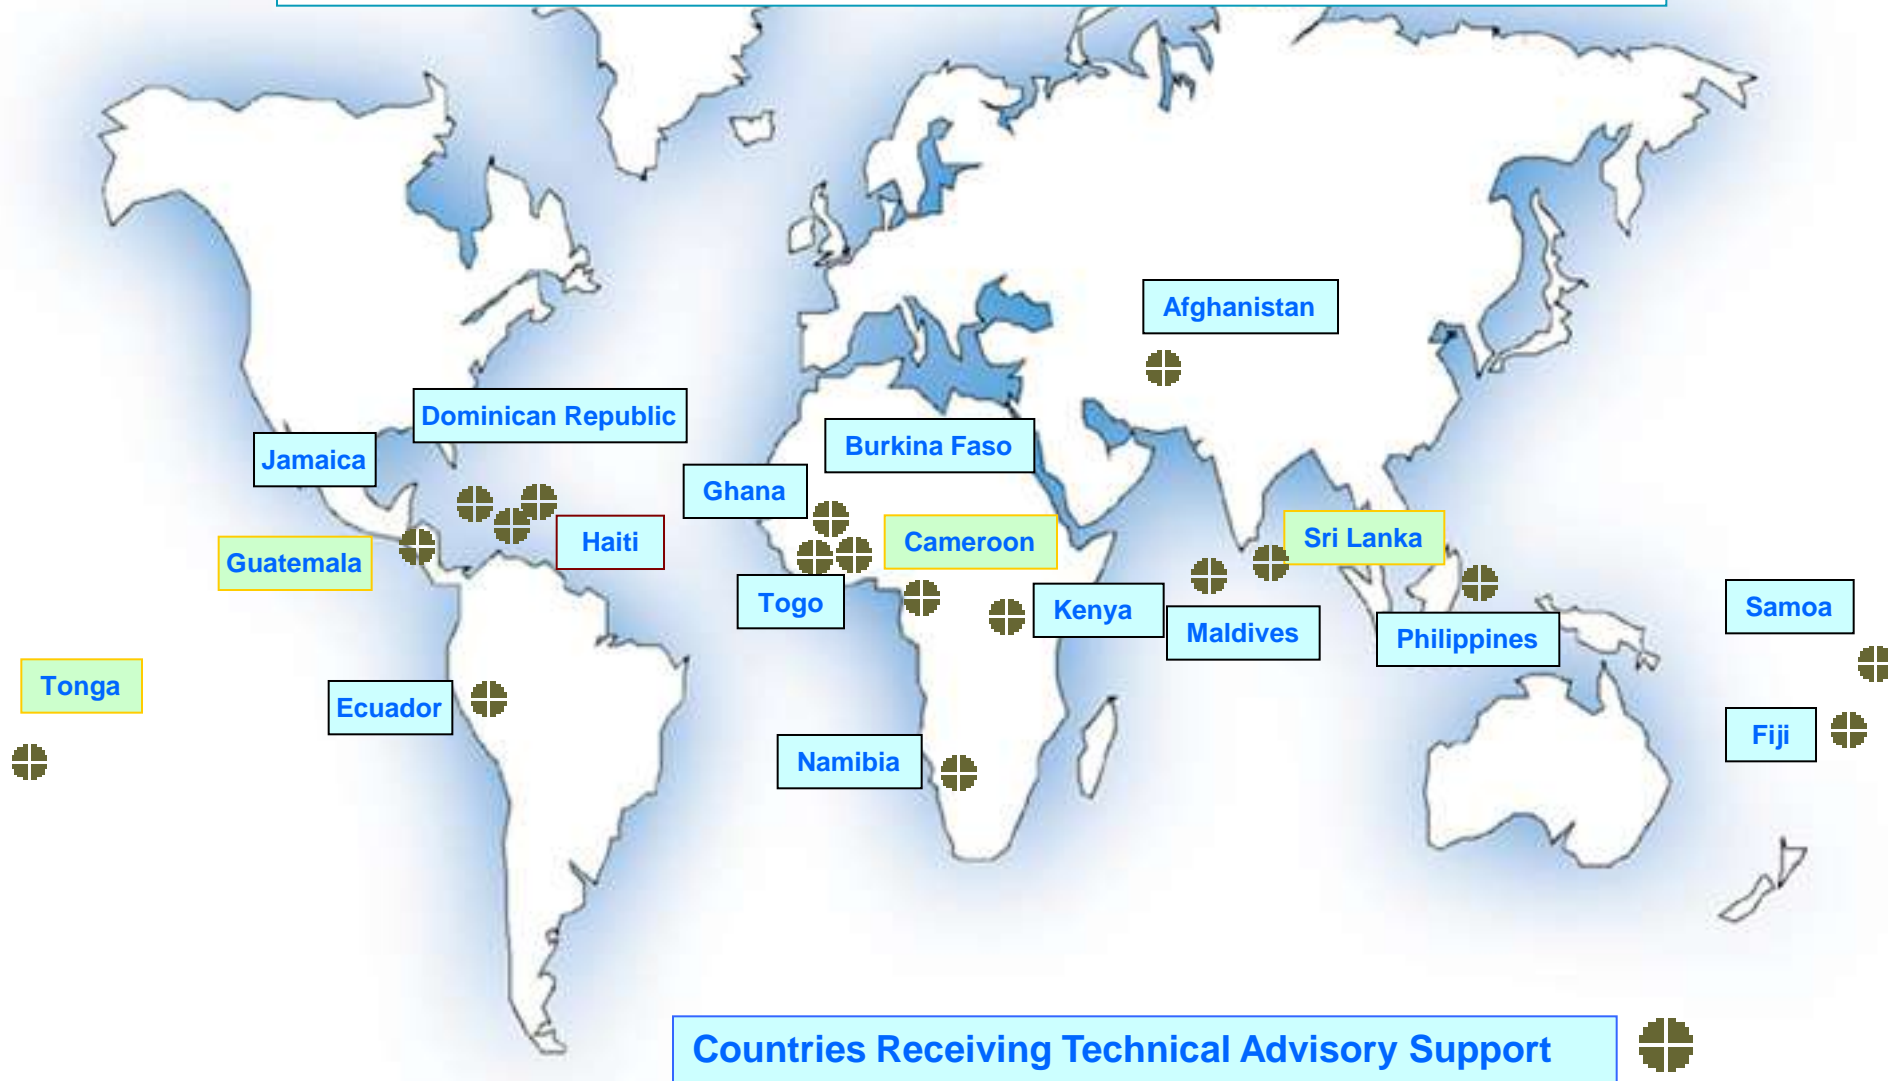 Afghanistan
Dominican Republic
Burkina Faso
Jamaica
Ghana
Haiti
Cameroon
Sri Lanka
Guatemala
Togo
Kenya
Maldives
Philippines
Samoa
Tonga
Ecuador
Namibia
Fiji
Countries Receiving Technical Advisory Support